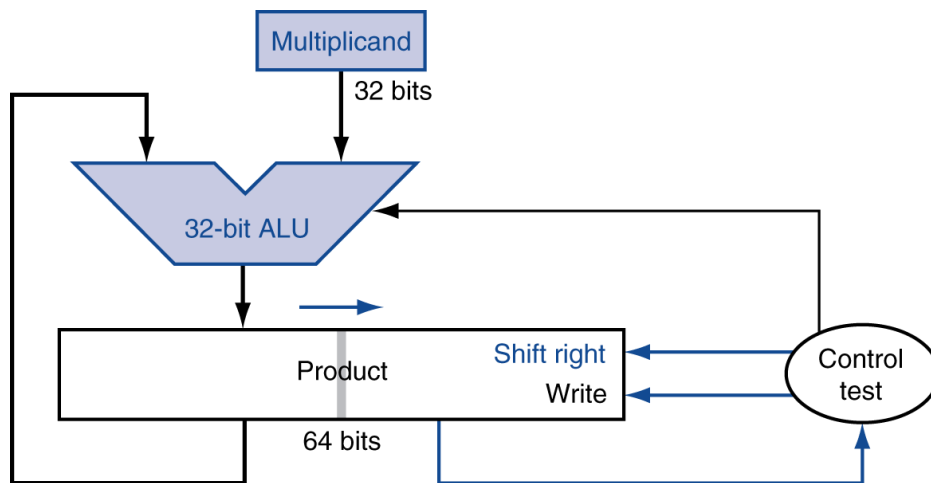 Multiplicand
32 bits
32-bit ALU
Shift right
Product
Write
64 bits
Control
test